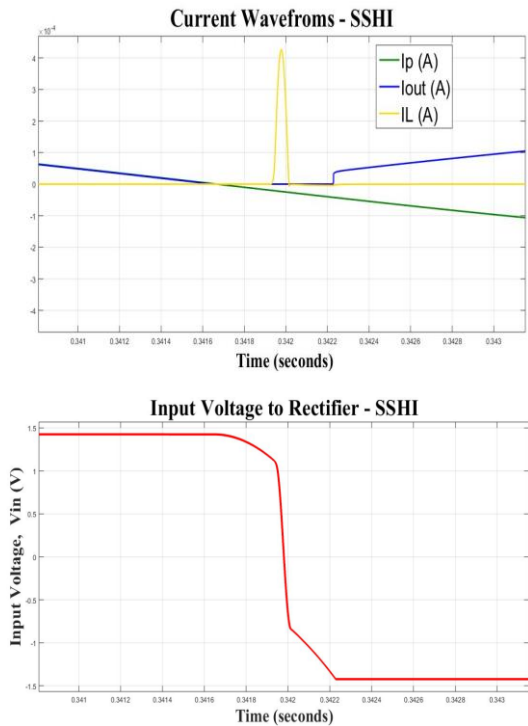 Current Wavefroms - SSHI
×10⁻⁴
Ip (A)
Iout (A)
IL (A)
4
3
2
1
0
-1
-2
-3
-4
0.341 0.3412 0.3414 0.3416 0.3418 0.342 0.3422 0.3424 0.3426 0.3428 0.343
Time (seconds)
Input Voltage to Rectifier - SSHI
Input Voltage, Vin (V)
1.5
1
0.5
0
-0.5
-1
-1.5
0.341 0.3412 0.3414 0.3416 0.3418 0.342 0.3422 0.3424 0.3426 0.3428 0.343
Time (seconds)